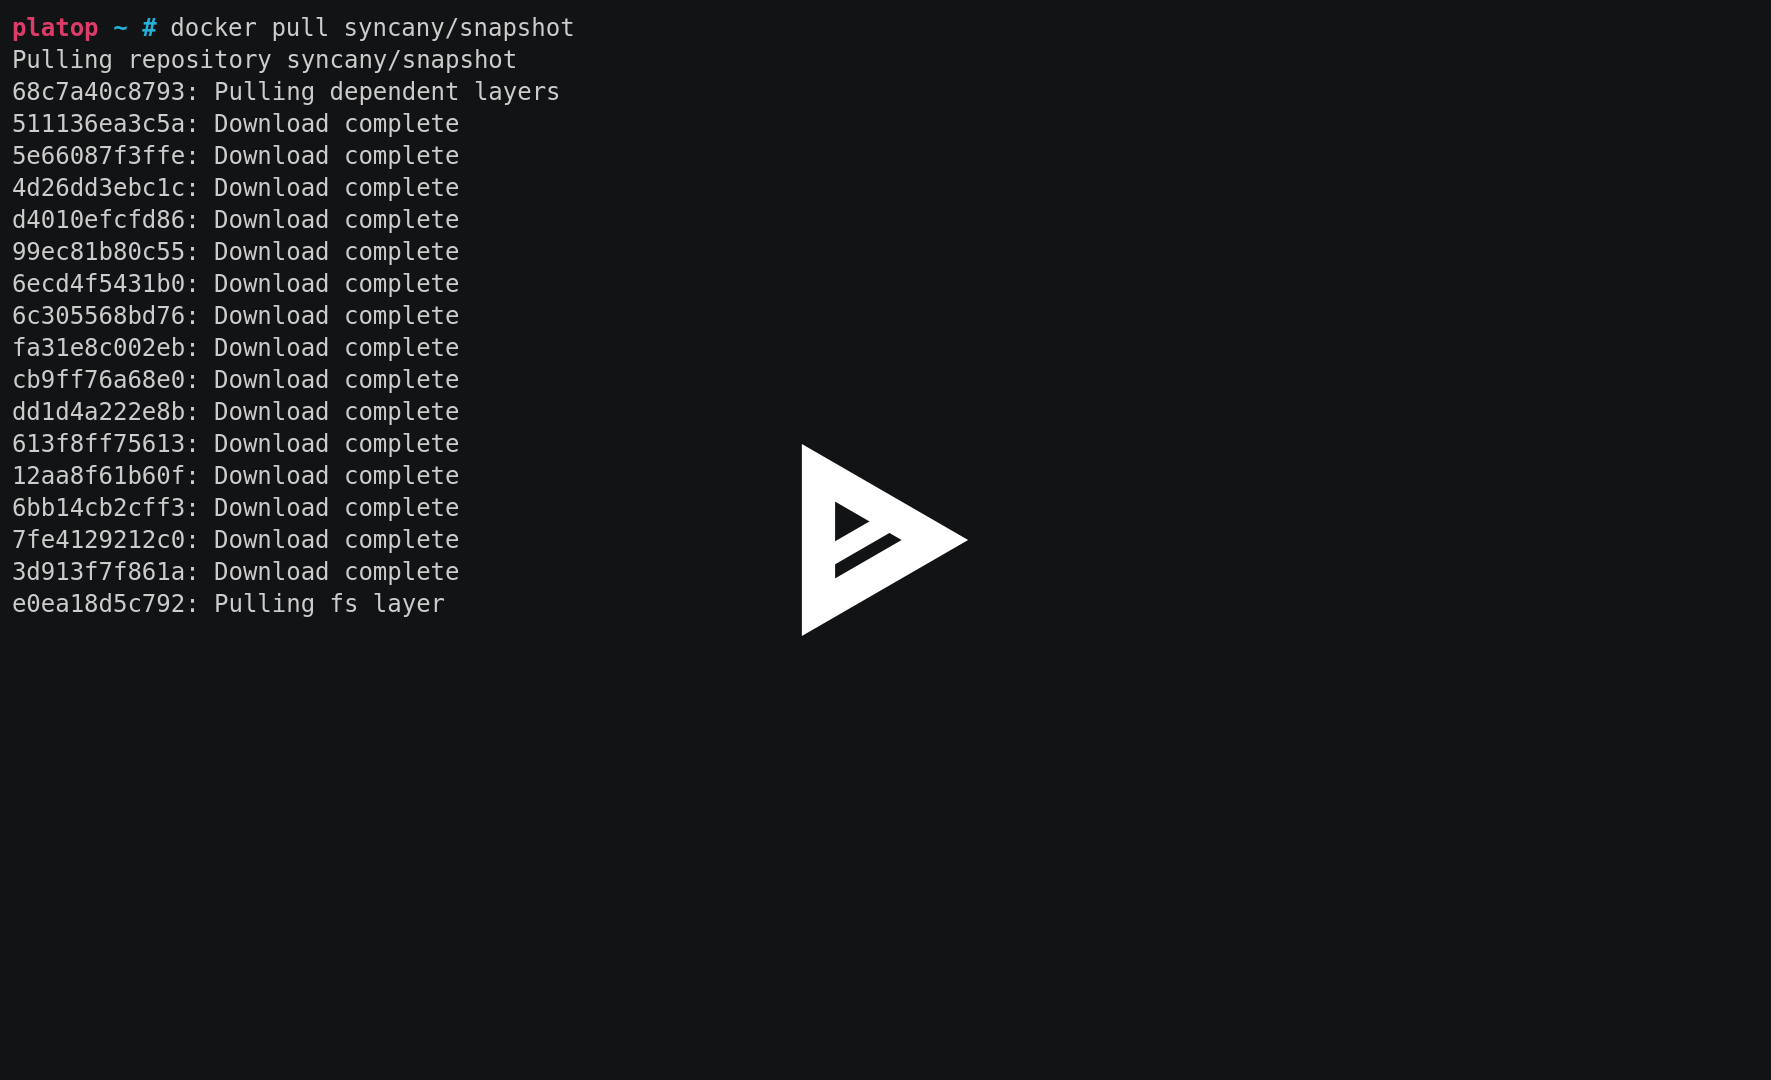 platop ~ # docker pull syncany/snapshot
Pulling repository syncany/snapshot
68c7a40c8793: Pulling dependent layers
511136ea3c5a: Download complete
5e66087f3ffe: Download complete
4d26dd3ebc1c: Download complete
d4010efcfd86: Download complete
99ec81b80c55: Download complete
6ecd4f5431b0: Download complete
6c305568bd76: Download complete
fa31e8c002eb: Download complete
cb9ff76a68e0: Download complete
dd1d4a222e8b: Download complete
613f8ff75613: Download complete
12aa8f61b60f: Download complete
6bb14cb2cff3: Download complete
7fe4129212c0: Download complete
3d913f7f861a: Download complete
e0ea18d5c792: Pulling fs layer